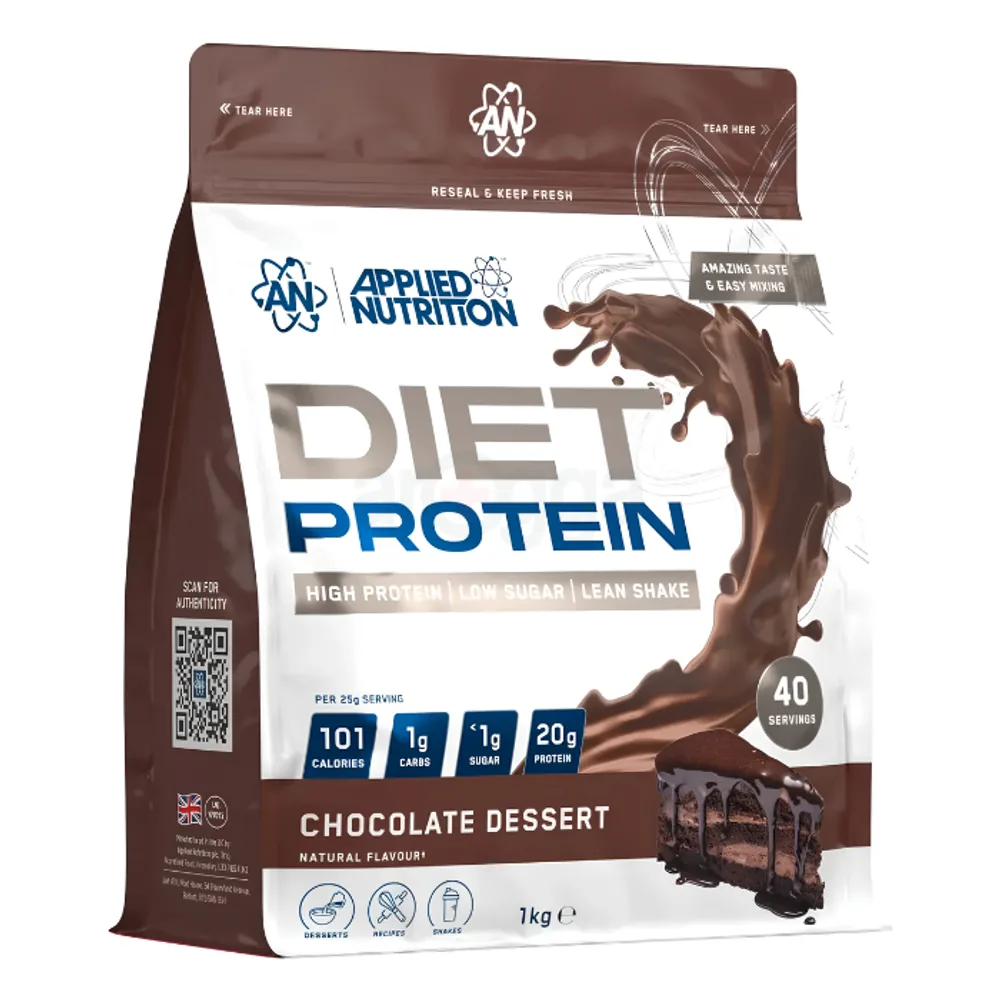 « TEAR HERE
AN
TEAR HERE »
RESEAL & KEEP FRESH
AN™
APPLIED
NUTRITION
AMAZING TASTE
& EASY MIXING
DIET
PROTEIN
HIGH PROTEIN | LOW SUGAR | LEAN SHAKE
SCAN FOR
AUTHENTICITY
PER 25g SERVING
101
CALORIES
1g
CARBS
<1g
SUGAR
20g
PROTEIN
40
SERVINGS
CHOCOLATE DESSERT
NATURAL FLAVOUR‡
DESSERTS
RECIPES
SHAKES
1kg ℮